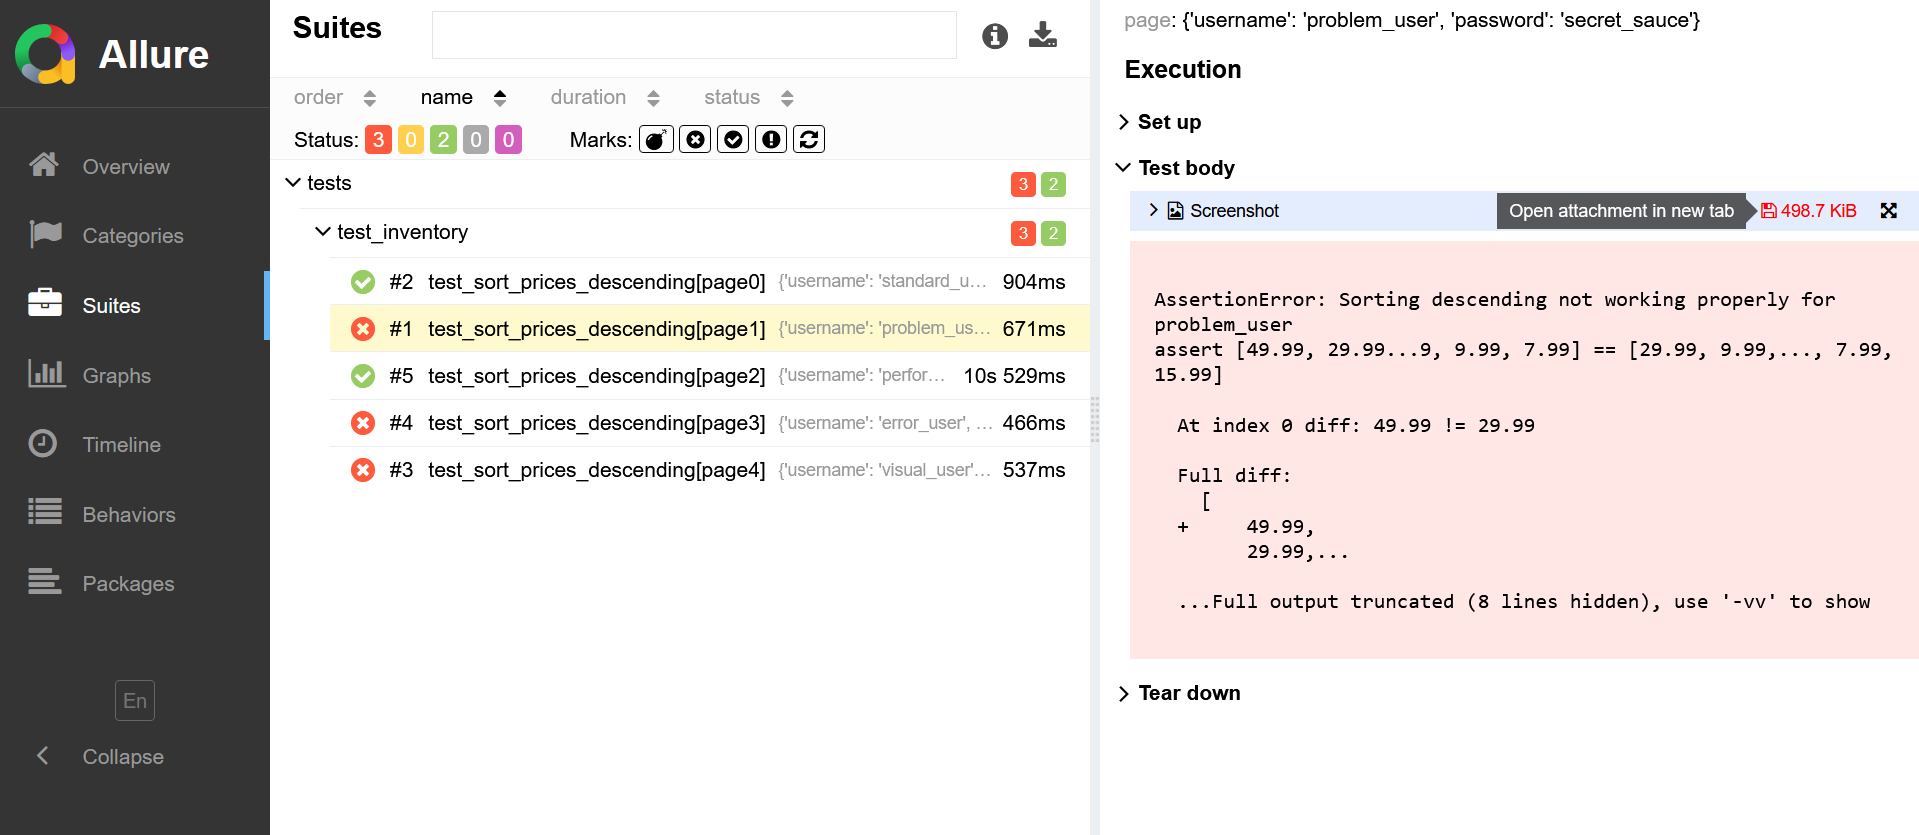 Allure
Overview
Categories
Suites
Graphs
Timeline
Behaviors
Packages
En
Collapse
Suites
order name duration status
Status: 3 0 2 0 0 Marks:
tests 3 2
test_inventory 3 2
#2 test_sort_prices_descending[page0] {'username': 'standard_u… 904ms
#1 test_sort_prices_descending[page1] {'username': 'problem_us… 671ms
#5 test_sort_prices_descending[page2] {'username': 'perfor… 10s 529ms
#4 test_sort_prices_descending[page3] {'username': 'error_user', … 466ms
#3 test_sort_prices_descending[page4] {'username': 'visual_user'… 537ms
page: {'username': 'problem_user', 'password': 'secret_sauce'}
Execution
Set up
Test body
Screenshot Open attachment in new tab 498.7 KiB
AssertionError: Sorting descending not working properly for
problem_user
assert [49.99, 29.99...9, 9.99, 7.99] == [29.99, 9.99,..., 7.99,
15.99]
At index 0 diff: 49.99 != 29.99
Full diff:
[
+ 49.99,
29.99,...
...Full output truncated (8 lines hidden), use '-vv' to show
Tear down